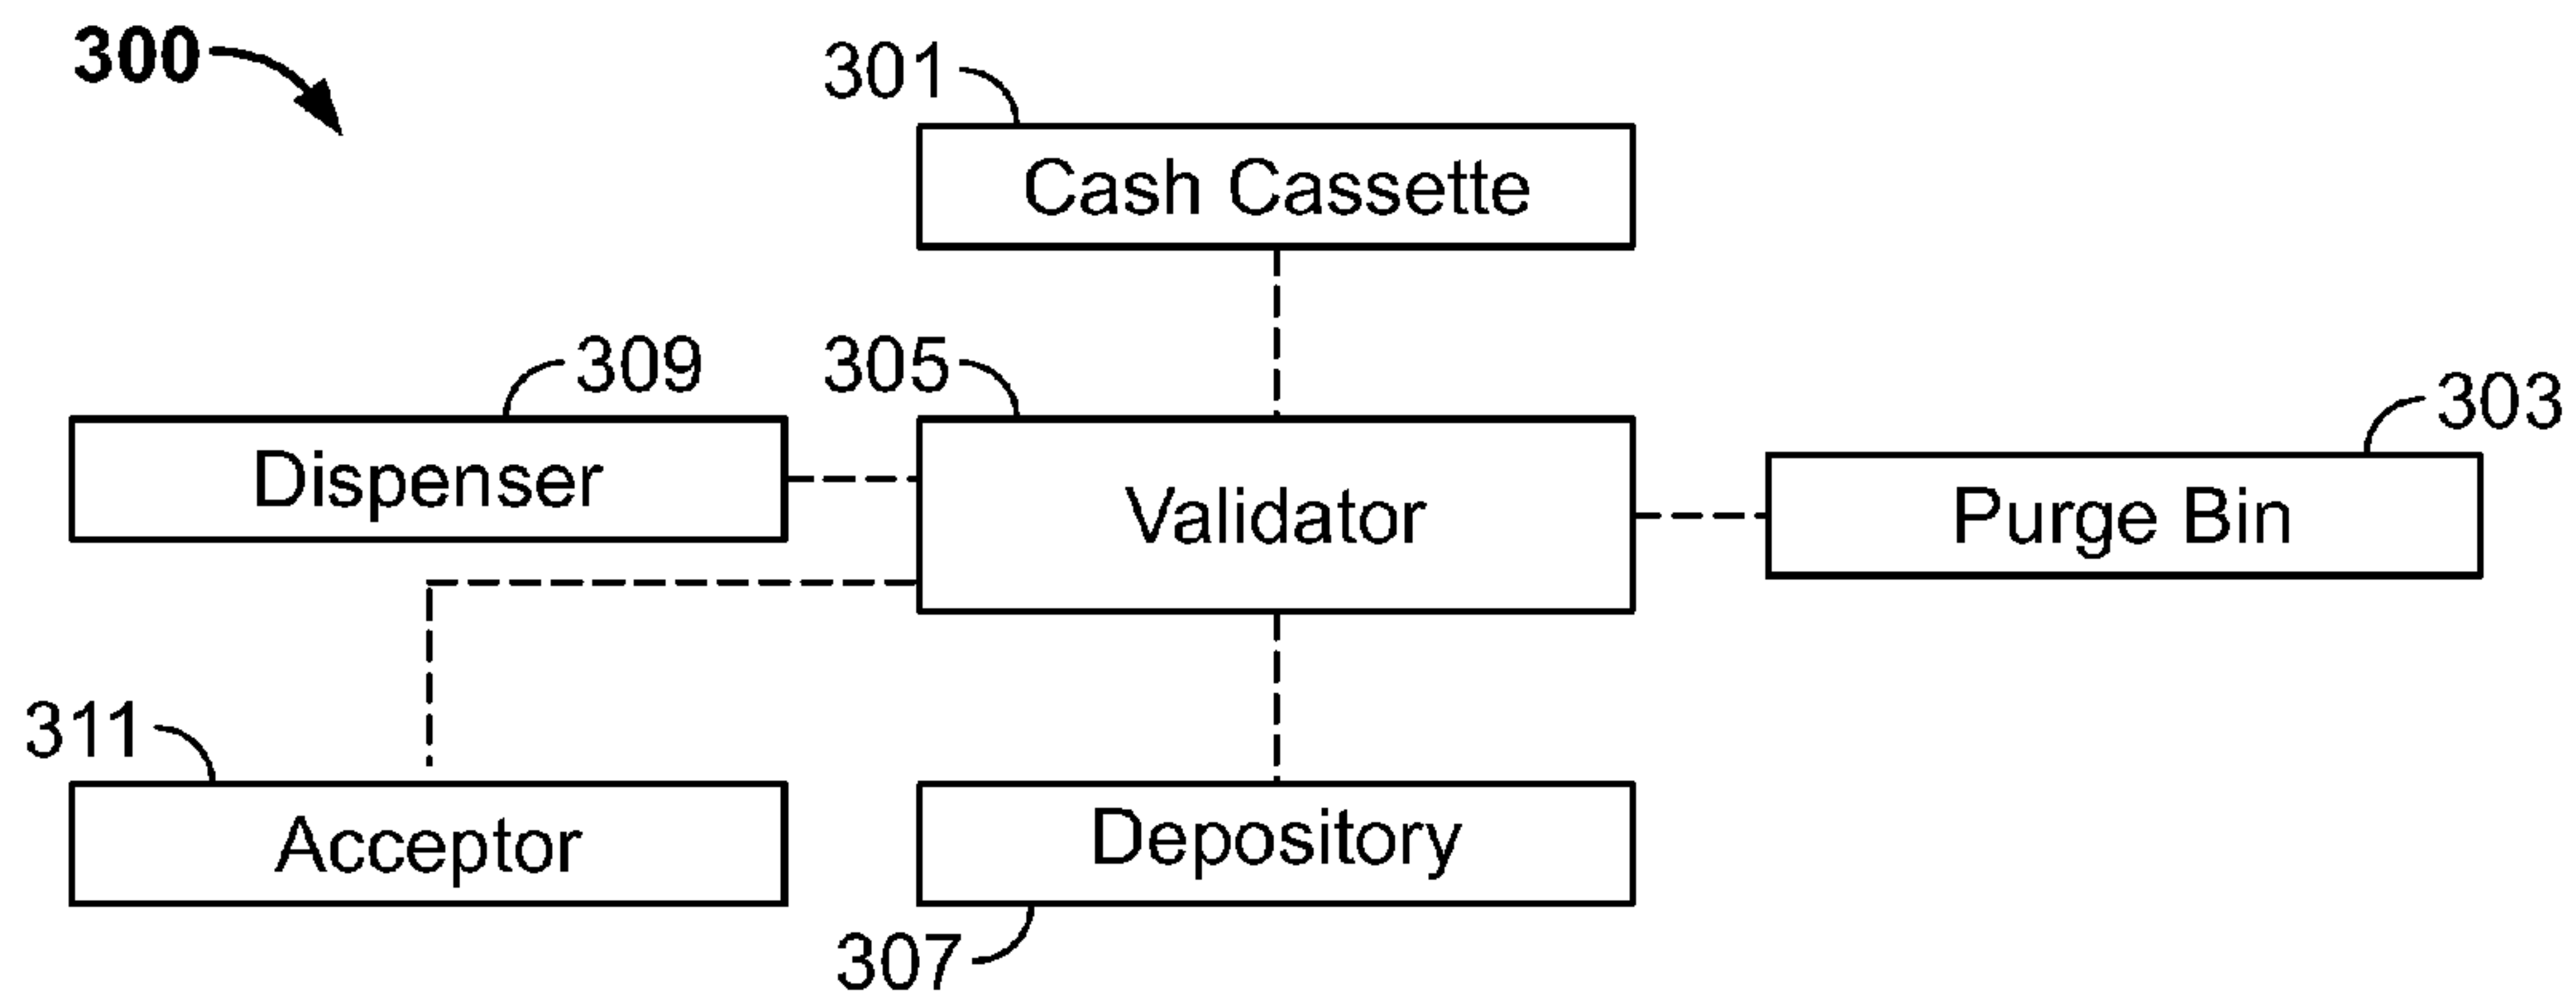 300
301
Cash Cassette
309
305
303
Dispenser
Validator
Purge Bin
311
Acceptor
Depository
307